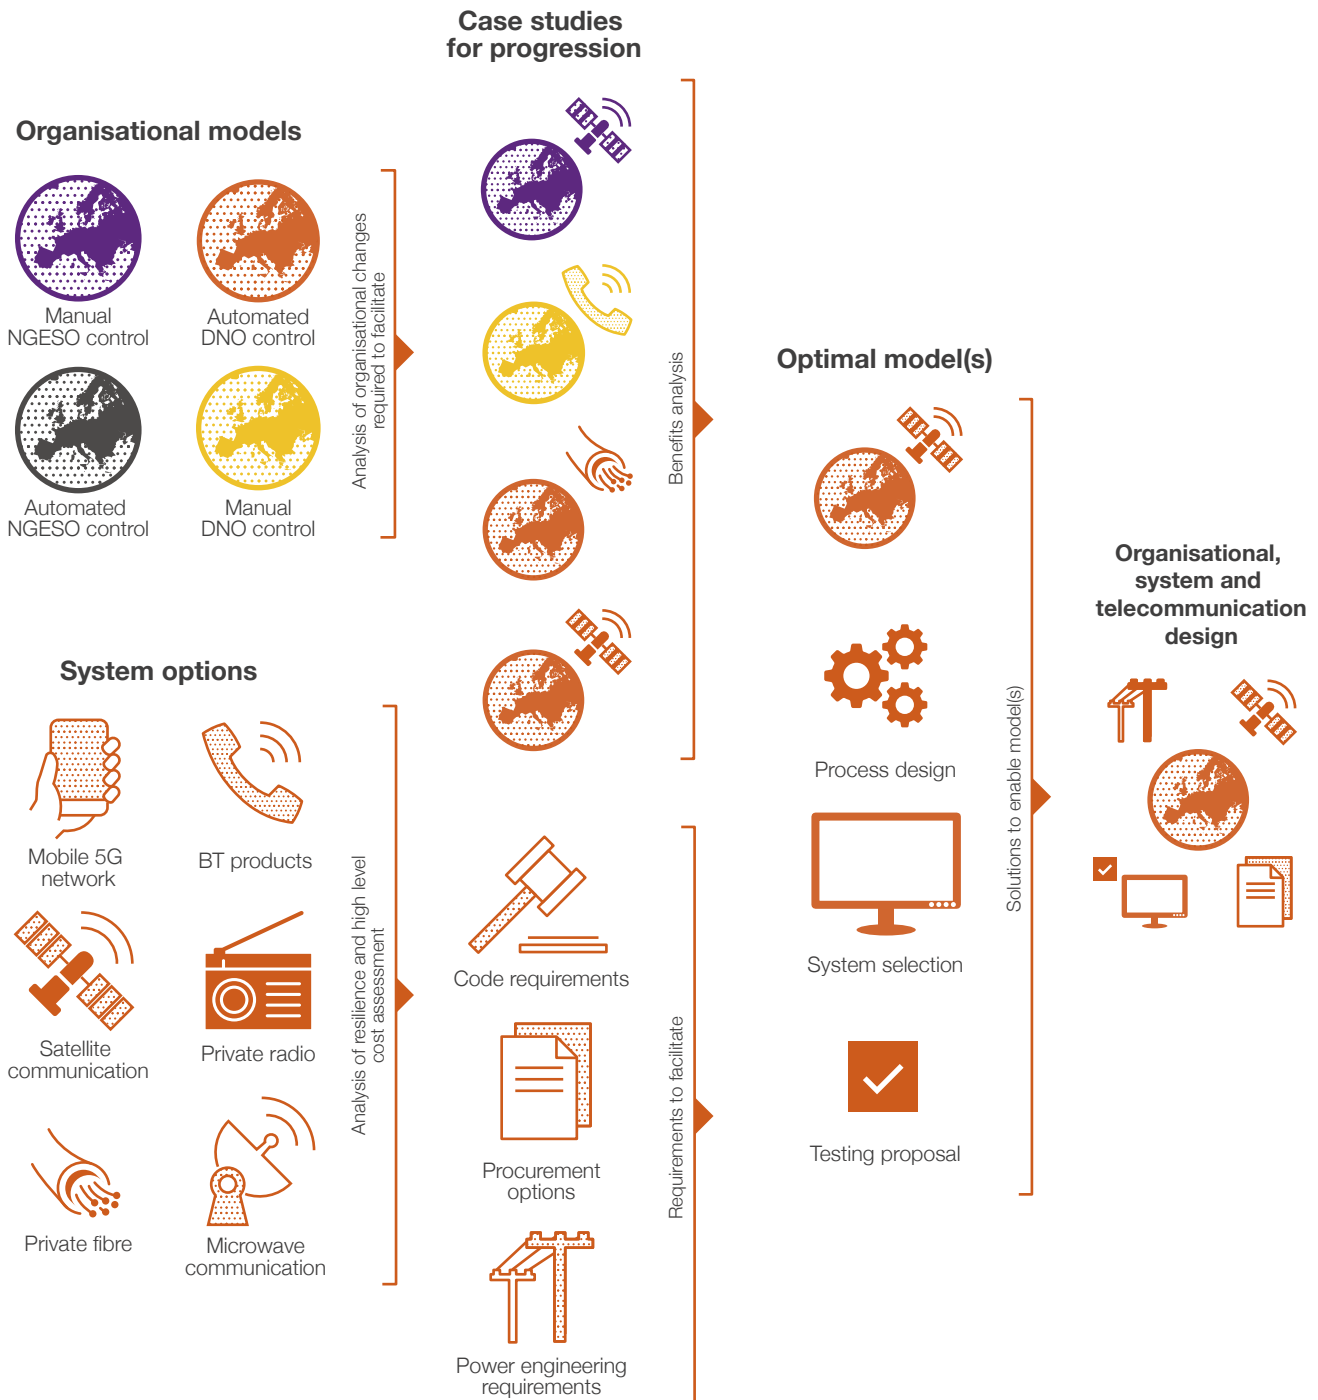 Case studies
for progression
Organisational models
Manual
NGESO control
Automated
DNO control
Automated
NGESO control
Manual
DNO control
Analysis of organisational changes
required to facilitate
System options
Mobile 5G
network
BT products
Satellite
communication
Private radio
Private fibre
Microwave
communication
Analysis of resilience and high level
cost assessment
Benefits analysis
Code requirements
Procurement
options
Power engineering
requirements
Requirements to facilitate
Optimal model(s)
Process design
System selection
Testing proposal
Solutions to enable model(s)
Organisational,
system and
telecommunication
design